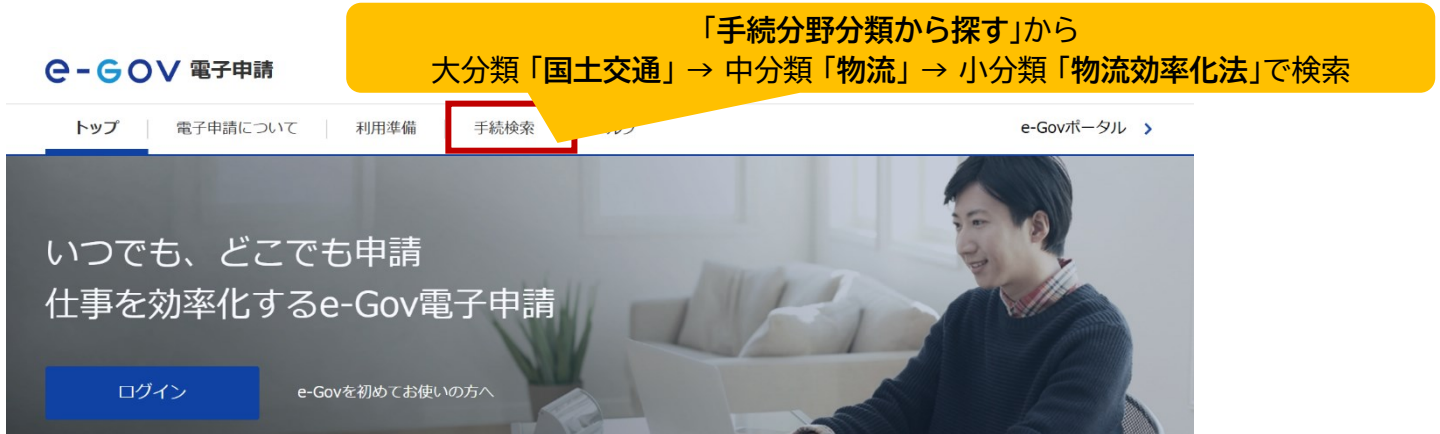 「手続分野分類から探す」から
大分類「国土交通」→ 中分類「物流」→ 小分類「物流効率化法」で検索
e-GOV 電子申請
トップ
電子申請について
利用準備
手続検索
e-Govポータル
いつでも、どこでも申請
仕事を効率化するe-Gov電子申請
ログイン
e-Govを初めてお使いの方へ